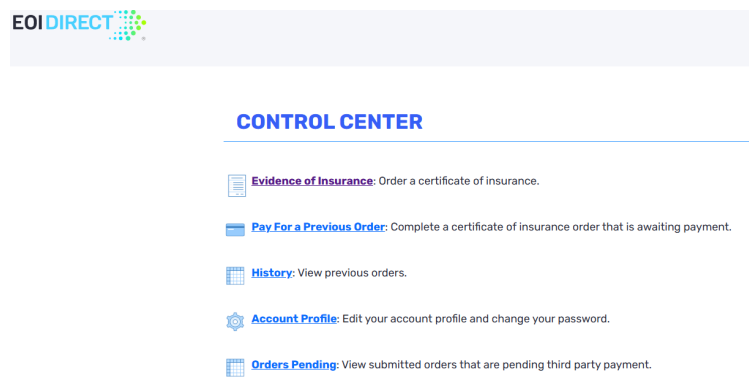 EOI DIRECT
CONTROL CENTER
Evidence of Insurance: Order a certificate of insurance.
Pay For a Previous Order: Complete a certificate of insurance order that is awaiting payment.
History: View previous orders.
Account Profile: Edit your account profile and change your password.
Orders Pending: View submitted orders that are pending third party payment.